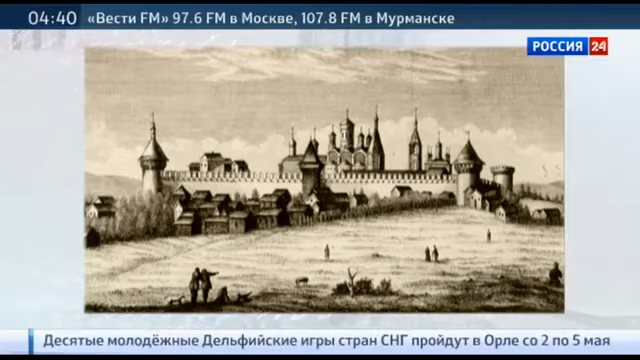 04:40 «Вести FM» 97.6 FM в Москве, 107.8 FM в Мурманске
РОССИЯ 24
Десятые молодёжные Дельфийские игры стран СНГ пройдут в Орле со 2 по 5 мая